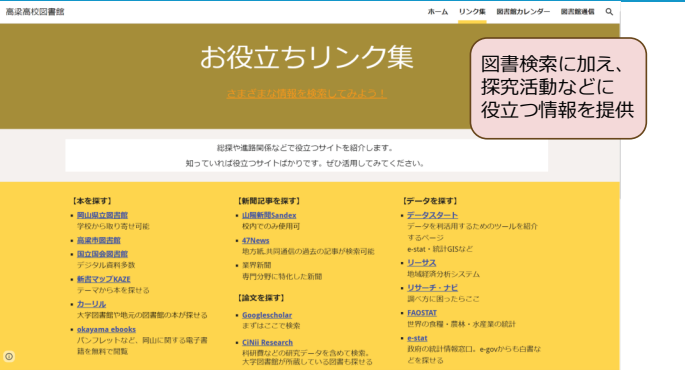 高梁高校図書館
ホーム リンク集 図書館カレンダー 図書館通信
お役立ちリンク集
さまざまな情報を検索してみよう！
図書検索に加え、
探究活動などに
役立つ情報を提供
総探や進路関係などで役立つサイトを紹介します。
知っていれば役立つサイトばかりです。ぜひ活用してみてください。
【本を探す】
• 岡山県立図書館
学校から取り寄せ可能
• 高梁市図書館
• 国立国会図書館
デジタル資料多数
• 新書マップKAZE
テーマから本を探せる
• カーリル
大学図書館や地元の図書館の本が探せる
• okayama ebooks
パンフレットなど、岡山に関する電子書
籍を無料で閲覧
【新聞記事を探す】
• 山陽新聞Sandex
校内でのみ使用可
• 47News
地方紙,共同通信の過去の記事が検索可能
• 業界新聞
専門分野に特化した新聞
【論文を探す】
• Googlescholar
まずはここで検索
• CiNii Research
科研費などの研究データを含めて検索。
大学図書館が所蔵している図書も探せる
【データを探す】
• データスタート
データを利活用するためのツールを紹介
するページ
e-stat・統計GISなど
• リーサス
地域経済分析システム
• リサーチ・ナビ
調べ方に困ったらここ
• FAOSTAT
世界の食糧・農林・水産業の統計
• e-stat
政府の統計情報窓口。e-govからも白書な
どを探せる